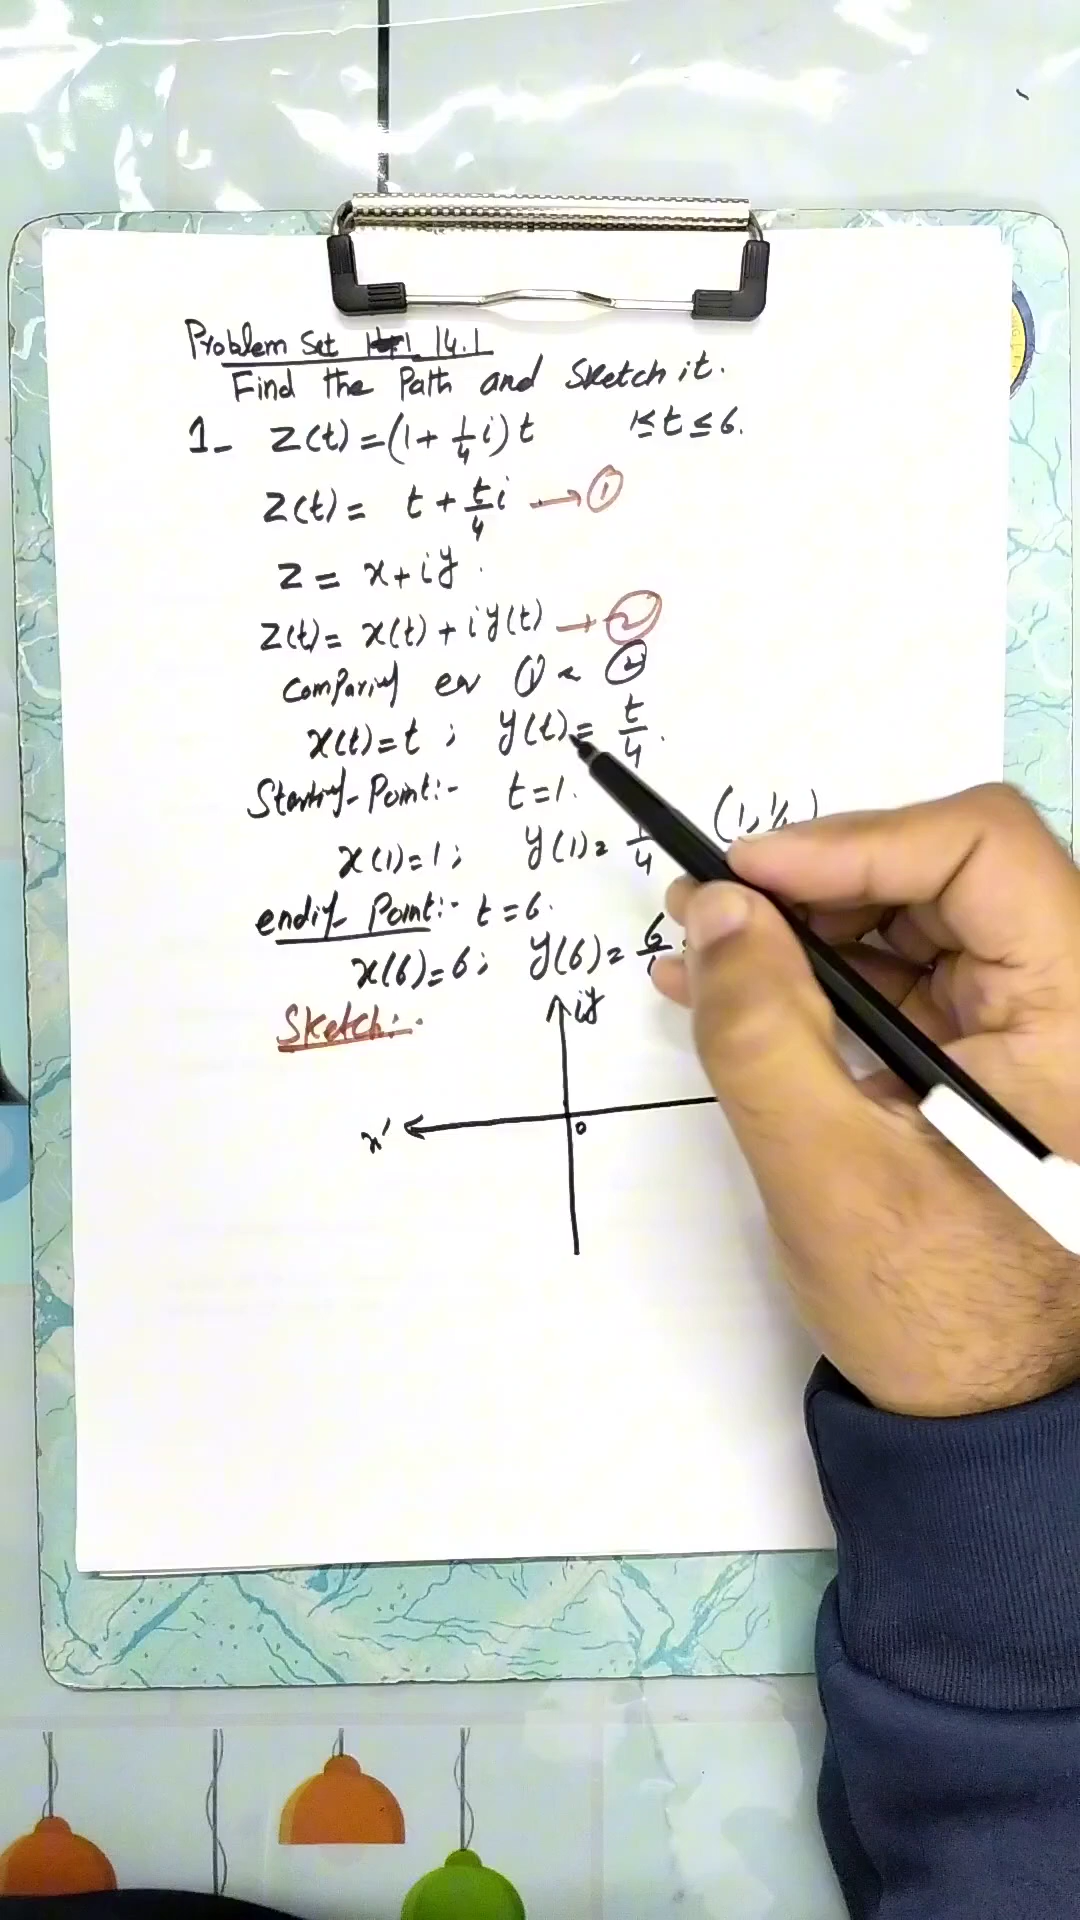 Problem Set 14.1
Find the Path and Sketch it.
1- z(t) = (1 + 1/4 i) t    1 ≤ t ≤ 6.
z(t) = t + t/4 i → ①
z = x + iy.
z(t) = x(t) + iy(t) → ②
Comparing ① ②
x(t) = t ; y(t) = t/4.
Starting Point:- t = 1.
x(1) = 1 ; y(1) = 1/4 (1, 1/4)
ending Point:- t = 6.
x(6) = 6 ; y(6) = 6/
Sketch:-
iy
x'
0